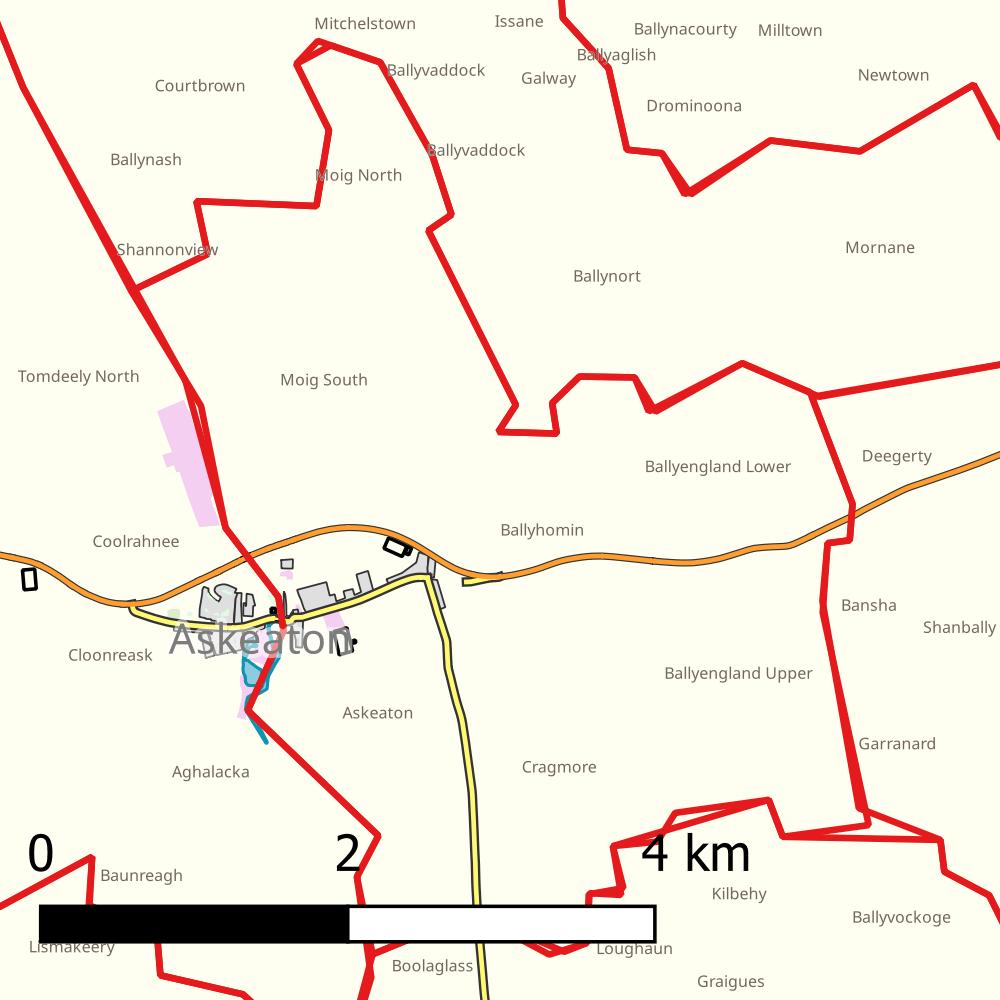 Issane
Mitchelstown
Ballynacourty
Milltown
Ballyaglish
Ballyvaddock
Newtown
Galway
Courtbrown
Drominoona
Ballyvaddock
Ballynash
Moig North
Mornane
Shannonview
Ballynort
Tomdeely North
Moig South
Deegerty
Ballyengland Lower
Ballyhomin
Coolrahnee
Bansha
Shanbally
Askeaton
Cloonreask
Ballyengland Upper
Askeaton
Garranard
Cragmore
Aghalacka
0 2 4 km
Baunreagh
Kilbehy
Ballyvockoge
Lismakeery
Loughaun
Boolaglass
Graigues